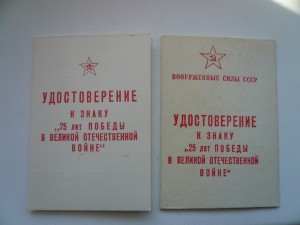 УДОСТОВЕРЕНИЕ
К ЗНАКУ
„25 лет ПОБЕДЫ
В ВЕЛИКОЙ ОТЕЧЕСТВЕННОЙ
ВОЙНЕ“
ВООРУЖЕННЫЕ СИЛЫ СССР
УДОСТОВЕРЕНИЕ
К ЗНАКУ
„25 лет ПОБЕДЫ
В ВЕЛИКОЙ ОТЕЧЕСТВЕННОЙ
ВОЙНЕ“